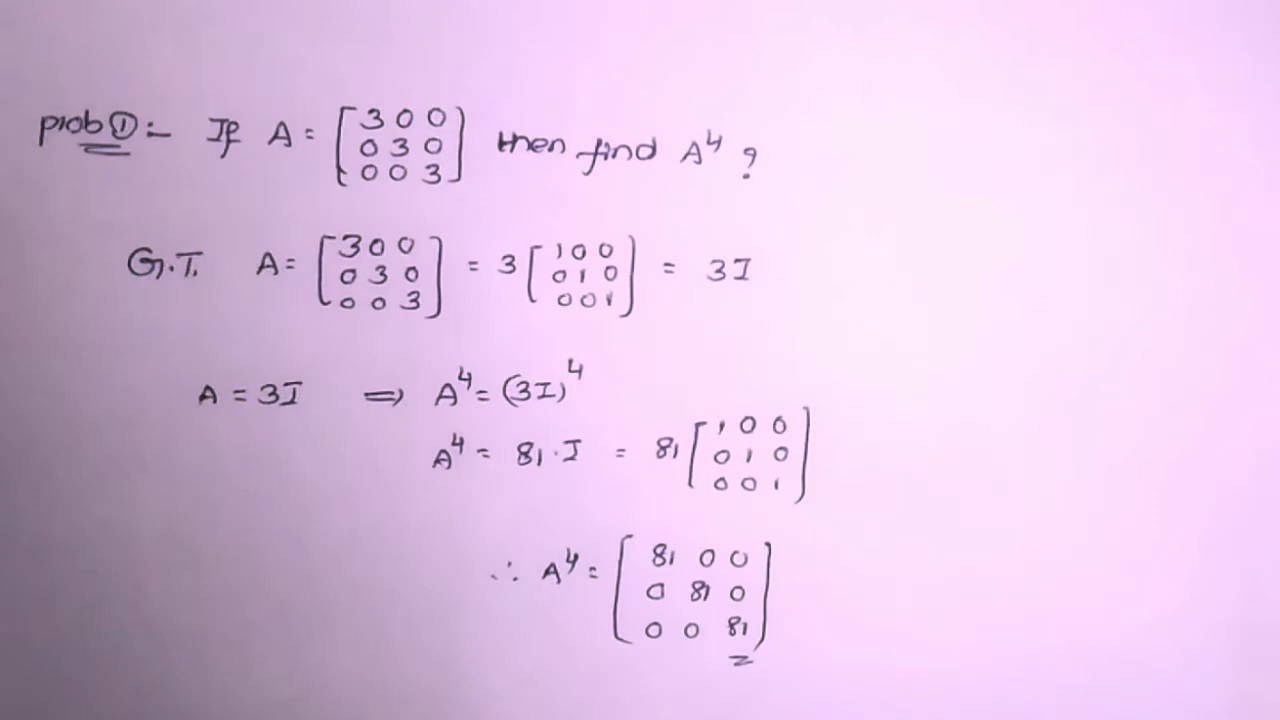 prob①:- If A = [3 0 0
0 3 0
0 0 3] then find A⁴ ?
G.T. A = [3 0 0
0 3 0
0 0 3] = 3[1 0 0
0 1 0
0 0 1] = 3I
A = 3I ⟹ A⁴ = (3I)⁴
A⁴ = 81·I = 81[1 0 0
0 1 0
0 0 1]
∴ A⁴ = [81 0 0
0 81 0
0 0 81]